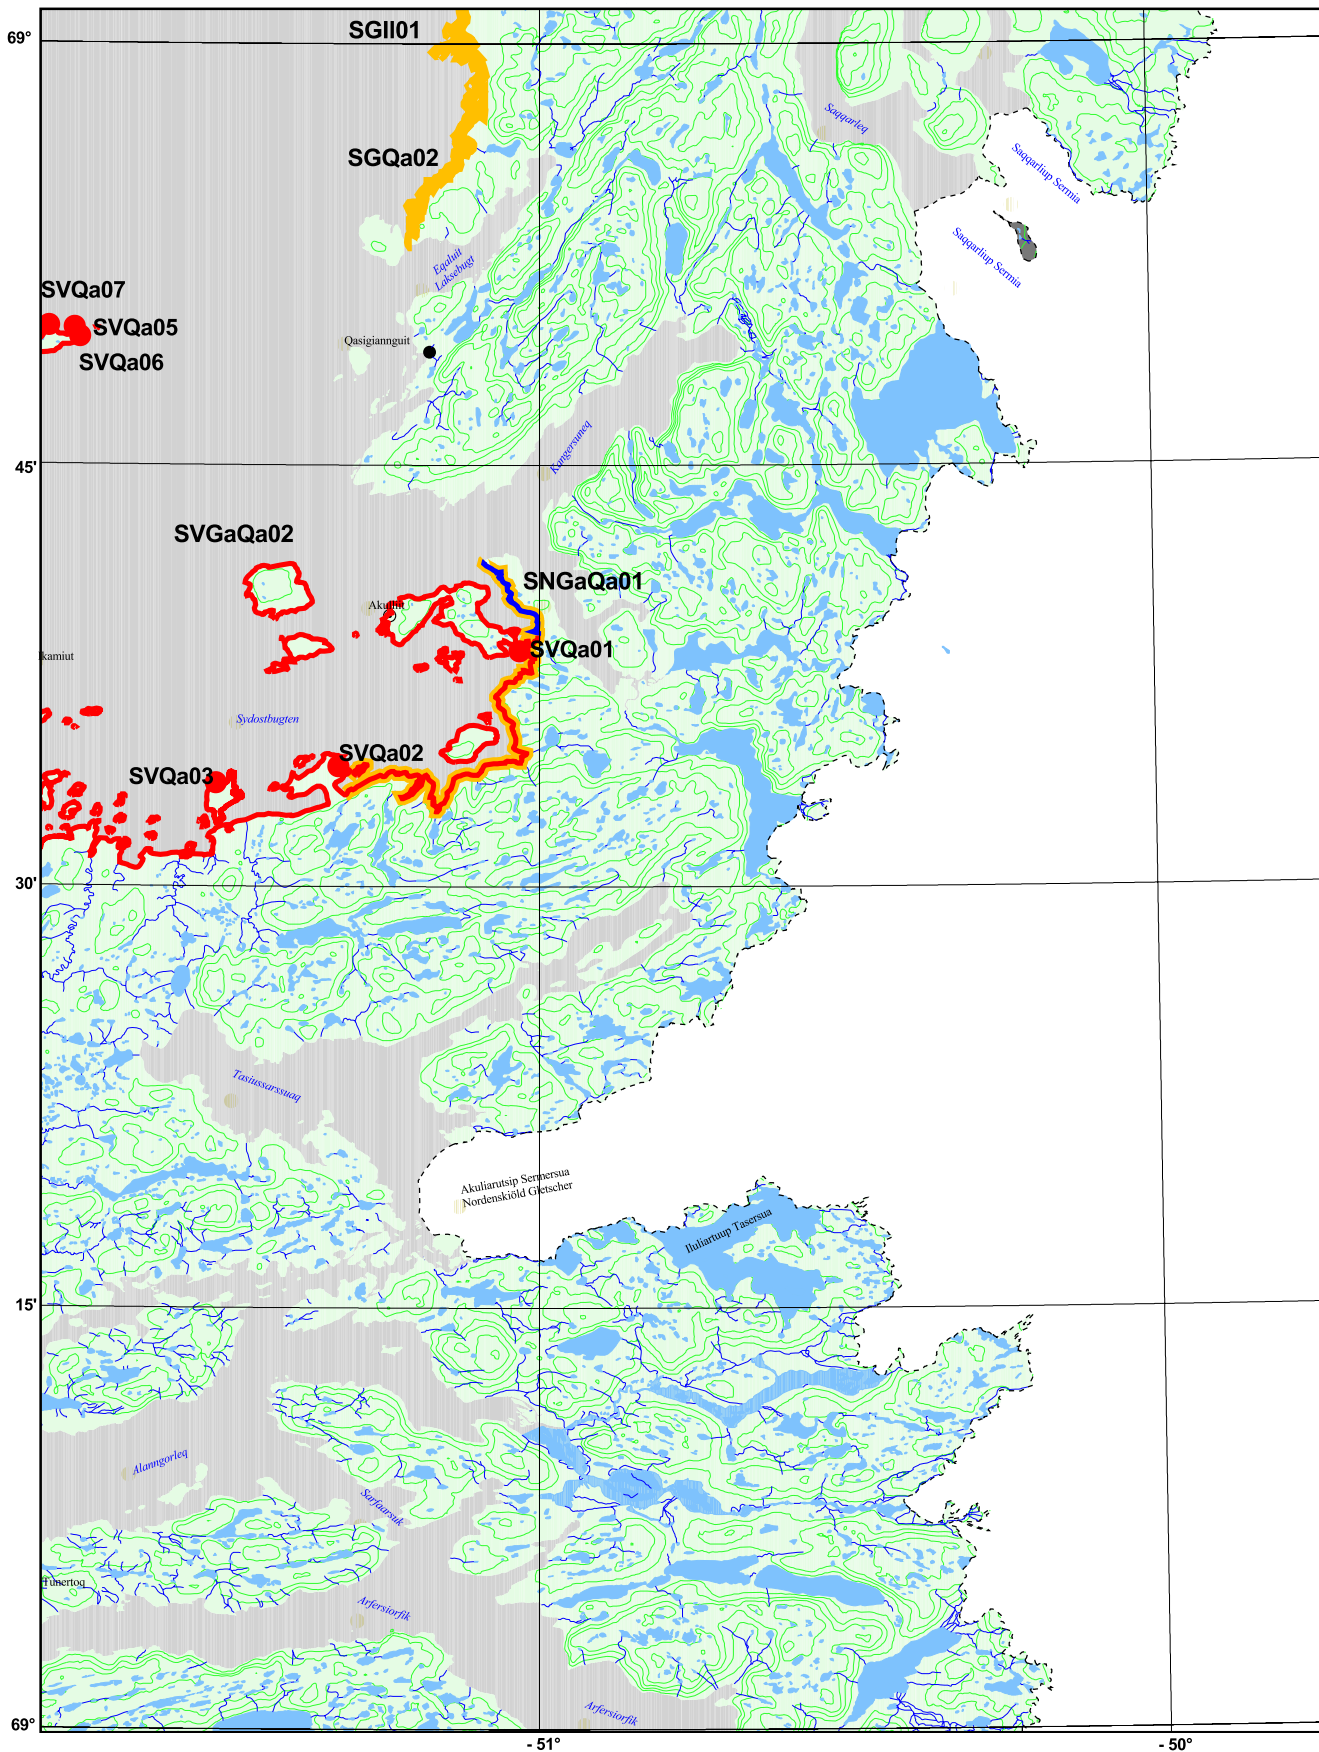 SGIl01
69°
Saqqarleq
SGQa02
Saqqarliup Sermia
Saqqarliup Sermia
Eqaluit
Laksebugt
SVQa07
SVQa05
SVQa06
Qasigiannguit
Kangersuneq
45'
SVGaQa02
SNGaQa01
Akulliit
SVQa01
Ikamiut
Sydostbugten
SVQa02
SVQa03
30'
Tasiussarssuaq
Akuliarutsip Sermersua
Nordenskiöld Gletscher
Iluliartuup Tasersua
15'
Alanngorleq
Sarfaarsuk
Tunertoq
Arfersiorfik
Arfersiorfik
69°
- 51°
- 50°